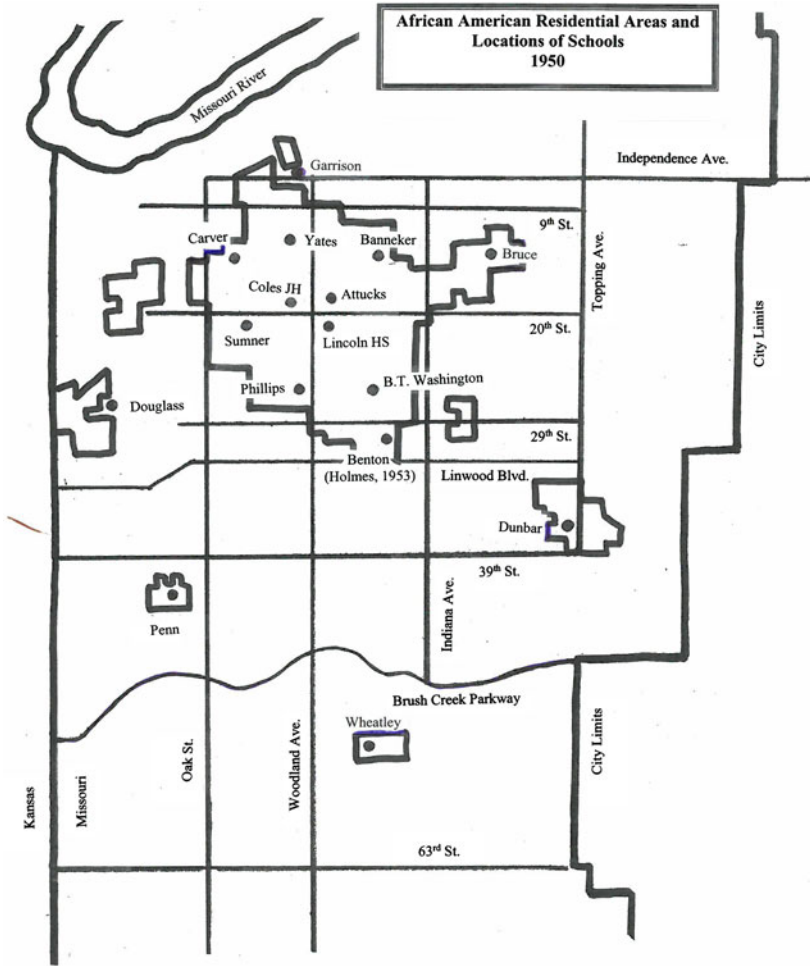 African American Residential Areas and
Locations of Schools
1950
Missouri River
Garrison
Independence Ave.
9th St.
Carver
Yates
Banneker
Bruce
Topping Ave.
Coles JH
Attucks
City Limits
Sumner
Lincoln HS
20th St.
Phillips
B.T. Washington
Douglass
29th St.
Benton
(Holmes, 1953)
Linwood Blvd.
Dunbar
39th St.
Penn
Indiana Ave.
Brush Creek Parkway
Wheatley
Kansas
Missouri
Oak St.
Woodland Ave.
City Limits
63rd St.